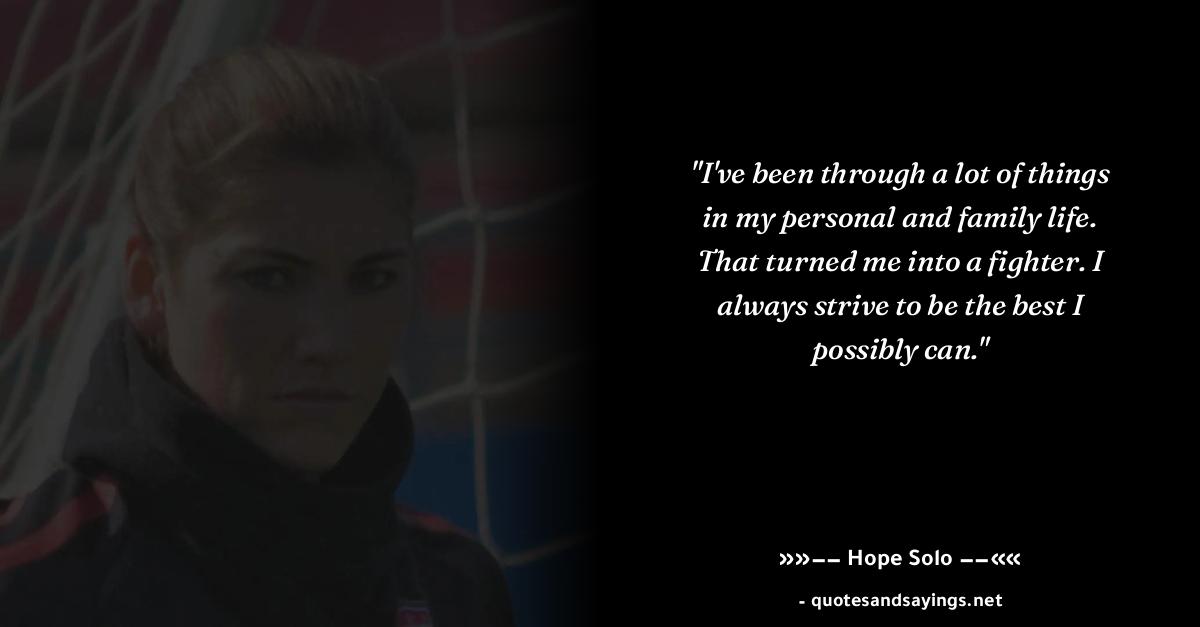 "I've been through a lot of things
in my personal and family life.
That turned me into a fighter. I
always strive to be the best I
possibly can."
»»−− Hope Solo −−««
- quotesandsayings.net